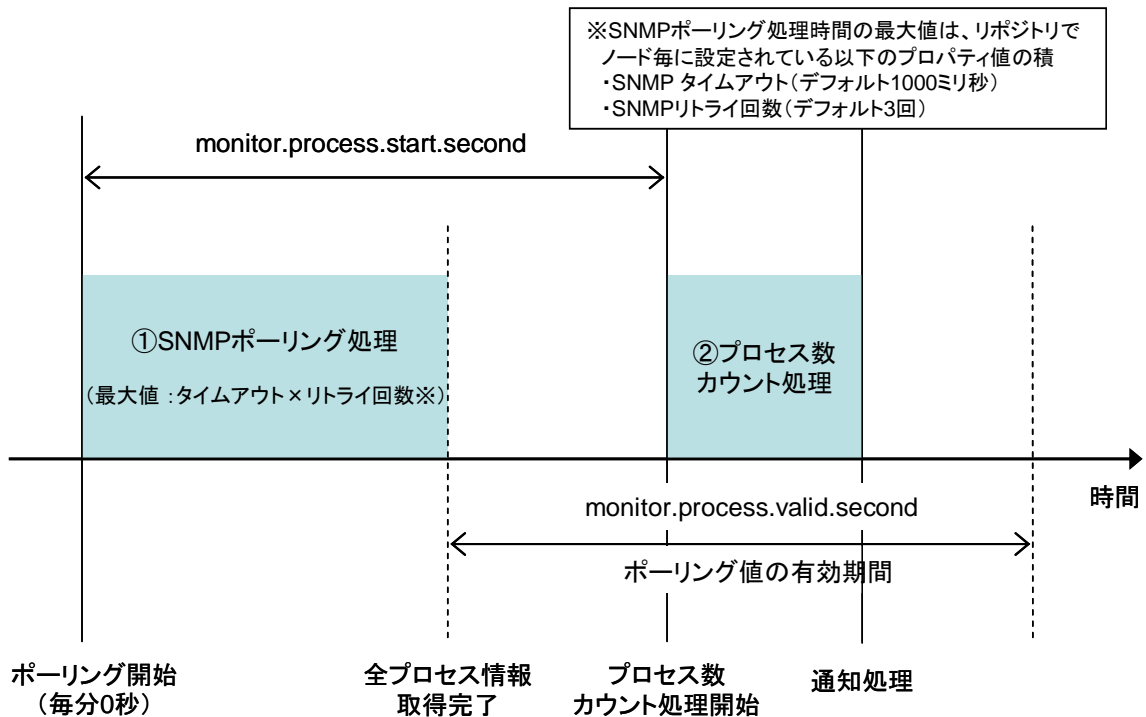 ※SNMPポーリング処理時間の最大値は、リポジトリで
ノード毎に設定されている以下のプロパティ値の積
・SNMP タイムアウト(デフォルト1000ミリ秒)
・SNMPリトライ回数(デフォルト3回)
monitor.process.start.second
①SNMPポーリング処理
(最大値 :タイムアウト×リトライ回数※)
②プロセス数
カウント処理
時間
monitor.process.valid.second
ポーリング値の有効期間
ポーリング開始
(毎分0秒)
全プロセス情報
取得完了
プロセス数
カウント処理開始
通知処理